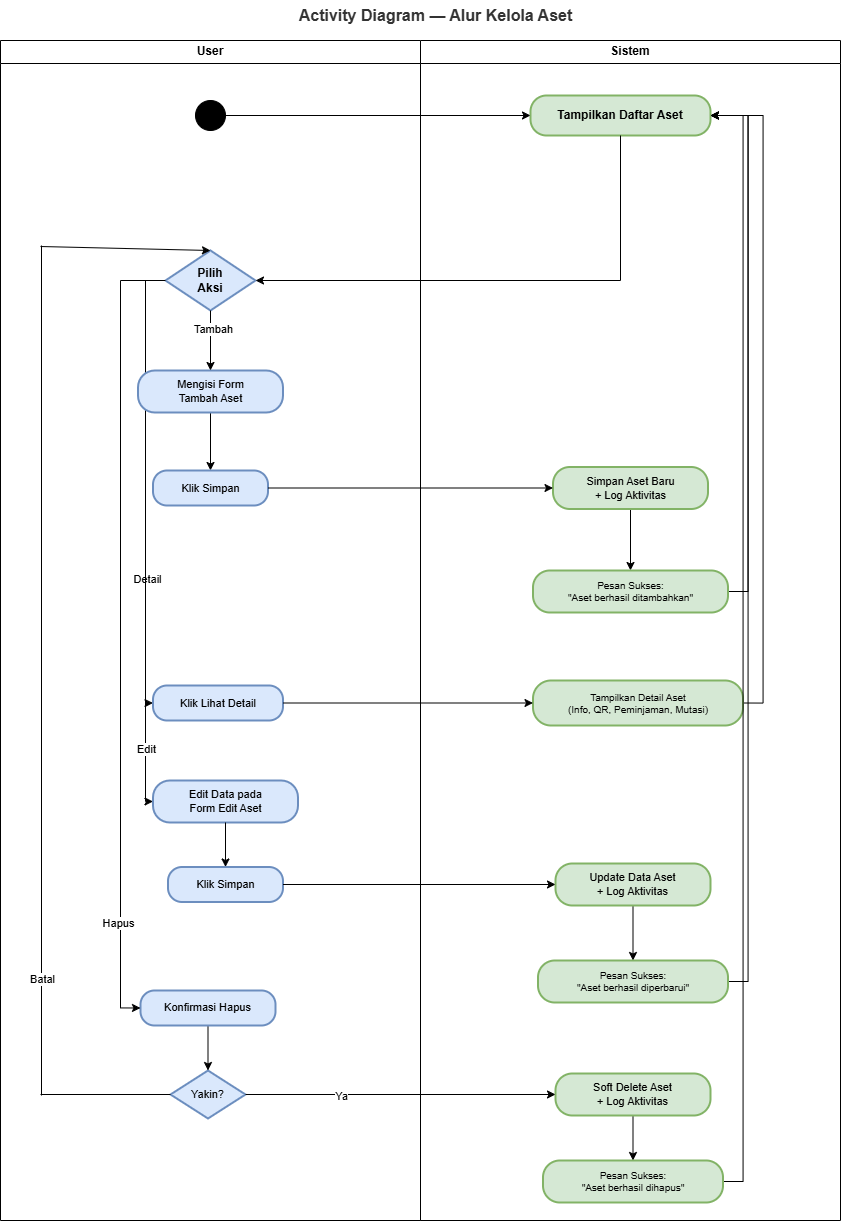 Activity Diagram — Alur Kelola Aset
User
Sistem
Tampilkan Daftar Aset
Pilih
Aksi
Tambah
Mengisi Form
Tambah Aset
Klik Simpan
Simpan Aset Baru
+ Log Aktivitas
Detail
Pesan Sukses:
"Aset berhasil ditambahkan"
Klik Lihat Detail
Tampilkan Detail Aset
(Info, QR, Peminjaman, Mutasi)
Edit
Edit Data pada
Form Edit Aset
Klik Simpan
Update Data Aset
+ Log Aktivitas
Hapus
Batal
Pesan Sukses:
"Aset berhasil diperbarui"
Konfirmasi Hapus
Yakin?
Ya
Soft Delete Aset
+ Log Aktivitas
Pesan Sukses:
"Aset berhasil dihapus"